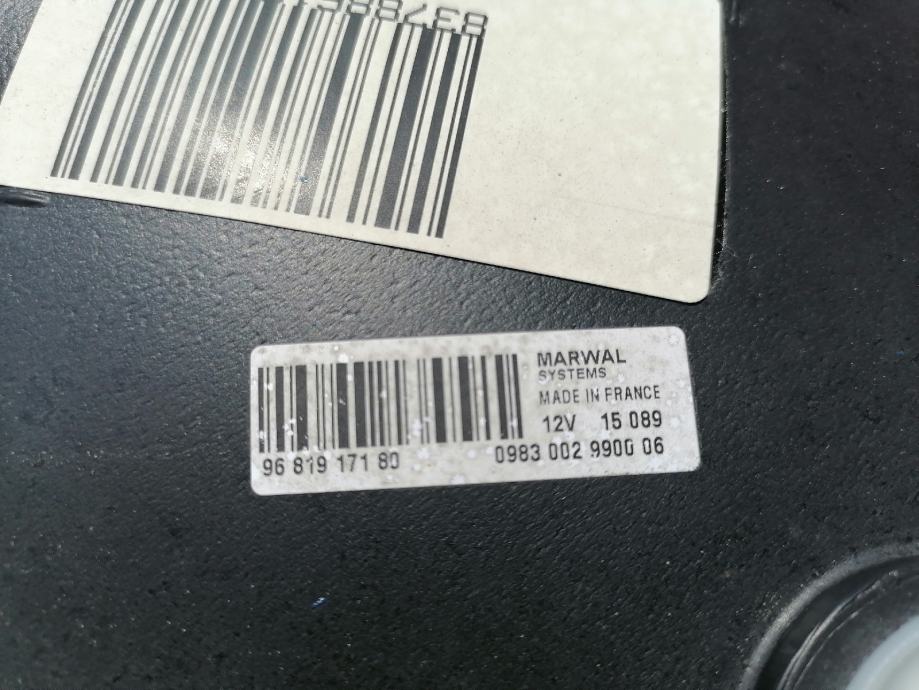 MARWAL
SYSTEMS
MADE IN FRANCE
12V 15 089
96 819 171 80
0983 002 9900 06